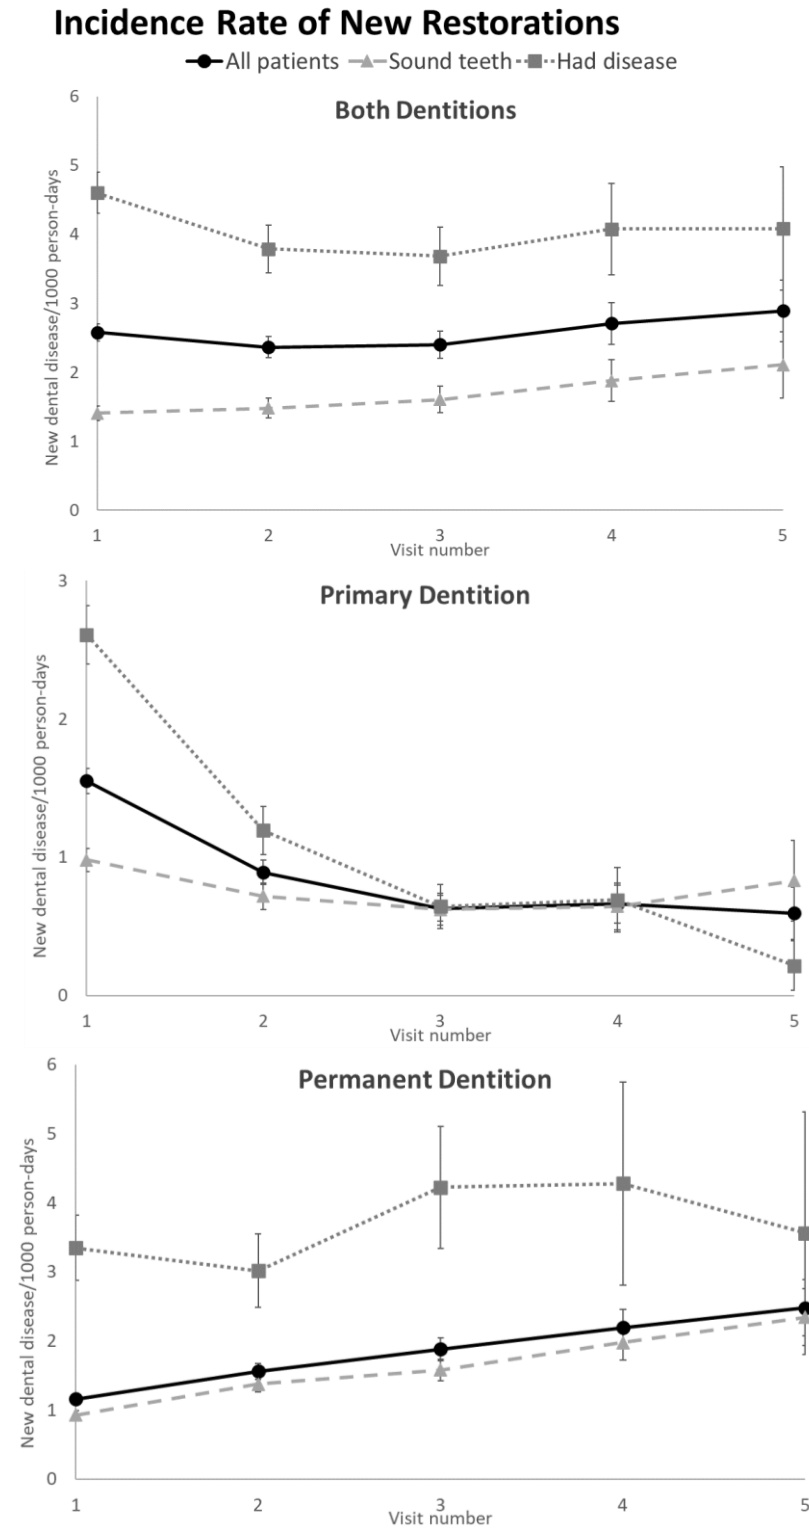 Incidence Rate of New Restorations
All patients Sound teeth Had disease
Both Dentitions
New dental disease/1000 person-days
6
5
4
3
2
1
0
1 2 3 4 5
Visit number
Primary Dentition
New dental disease/1000 person-days
3
2
1
0
1 2 3 4 5
Visit number
Permanent Dentition
New dental disease/1000 person-days
6
5
4
3
2
1
0
1 2 3 4 5
Visit number